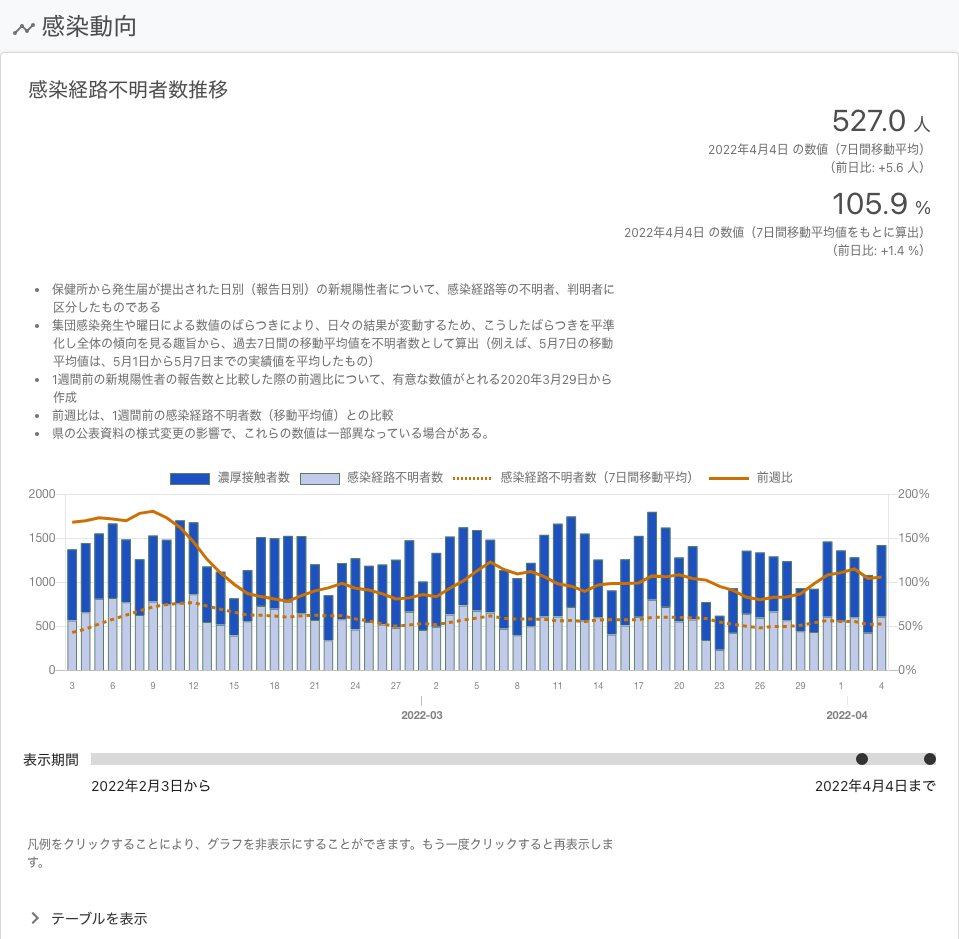 感染動向
感染経路不明者数推移
527.0 人
2022年4月4日 の数値（7日間移動平均）
（前日比: +5.6 人）
105.9 %
2022年4月4日 の数値（7日間移動平均値をもとに算出）
（前日比: +1.4 %）
• 保健所から発生届が提出された日別（報告日別）の新規陽性者について、感染経路等の不明者、判明者に
区分したものである
• 集団感染発生や曜日による数値のばらつきにより、日々の結果が変動するため、こうしたばらつきを平準
化し全体の傾向を見る趣旨から、過去7日間の移動平均値を不明者数として算出（例えば、5月7日の移動
平均値は、5月1日から5月7日までの実績値を平均したもの）
• 1週間前の新規陽性者の報告数と比較した際の前週比について、有意な数値がとれる2020年3月29日から
作成
• 前週比は、1週間前の感染経路不明者数（移動平均値）との比較
• 県の公表資料の様式変更の影響で、これらの数値は一部異なっている場合がある。
濃厚接触者数 感染経路不明者数 感染経路不明者数（7日間移動平均） 前週比
2000 200%
1500 150%
1000 100%
500 50%
0 0%
3 6 9 12 15 18 21 24 27 2 5 8 11 14 17 20 23 26 29 1 4
2022-03 2022-04
表示期間
2022年2月3日から 2022年4月4日まで
凡例をクリックすることにより、グラフを非表示にすることができます。もう一度クリックすると再表示しま
す。
テーブルを表示